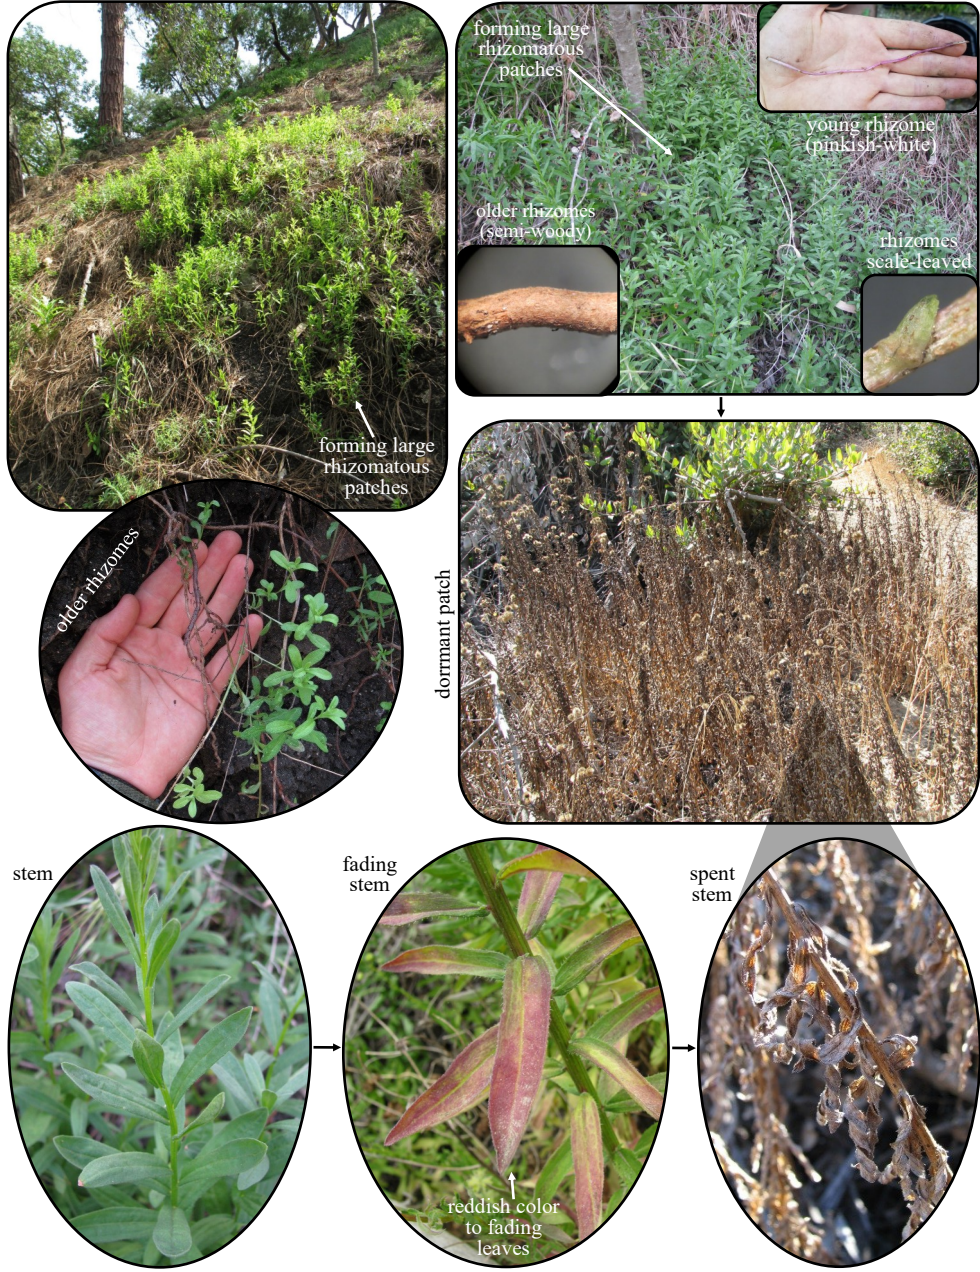 forming large
rhizomatous
patches
young rhizome
(pinkish-white)
older rhizomes
(semi-woody)
rhizomes
scale-leaved
forming large
rhizomatous
patches
older rhizomes
dorrmant patch
stem
fading
stem
spent
stem
reddish color
to fading
leaves